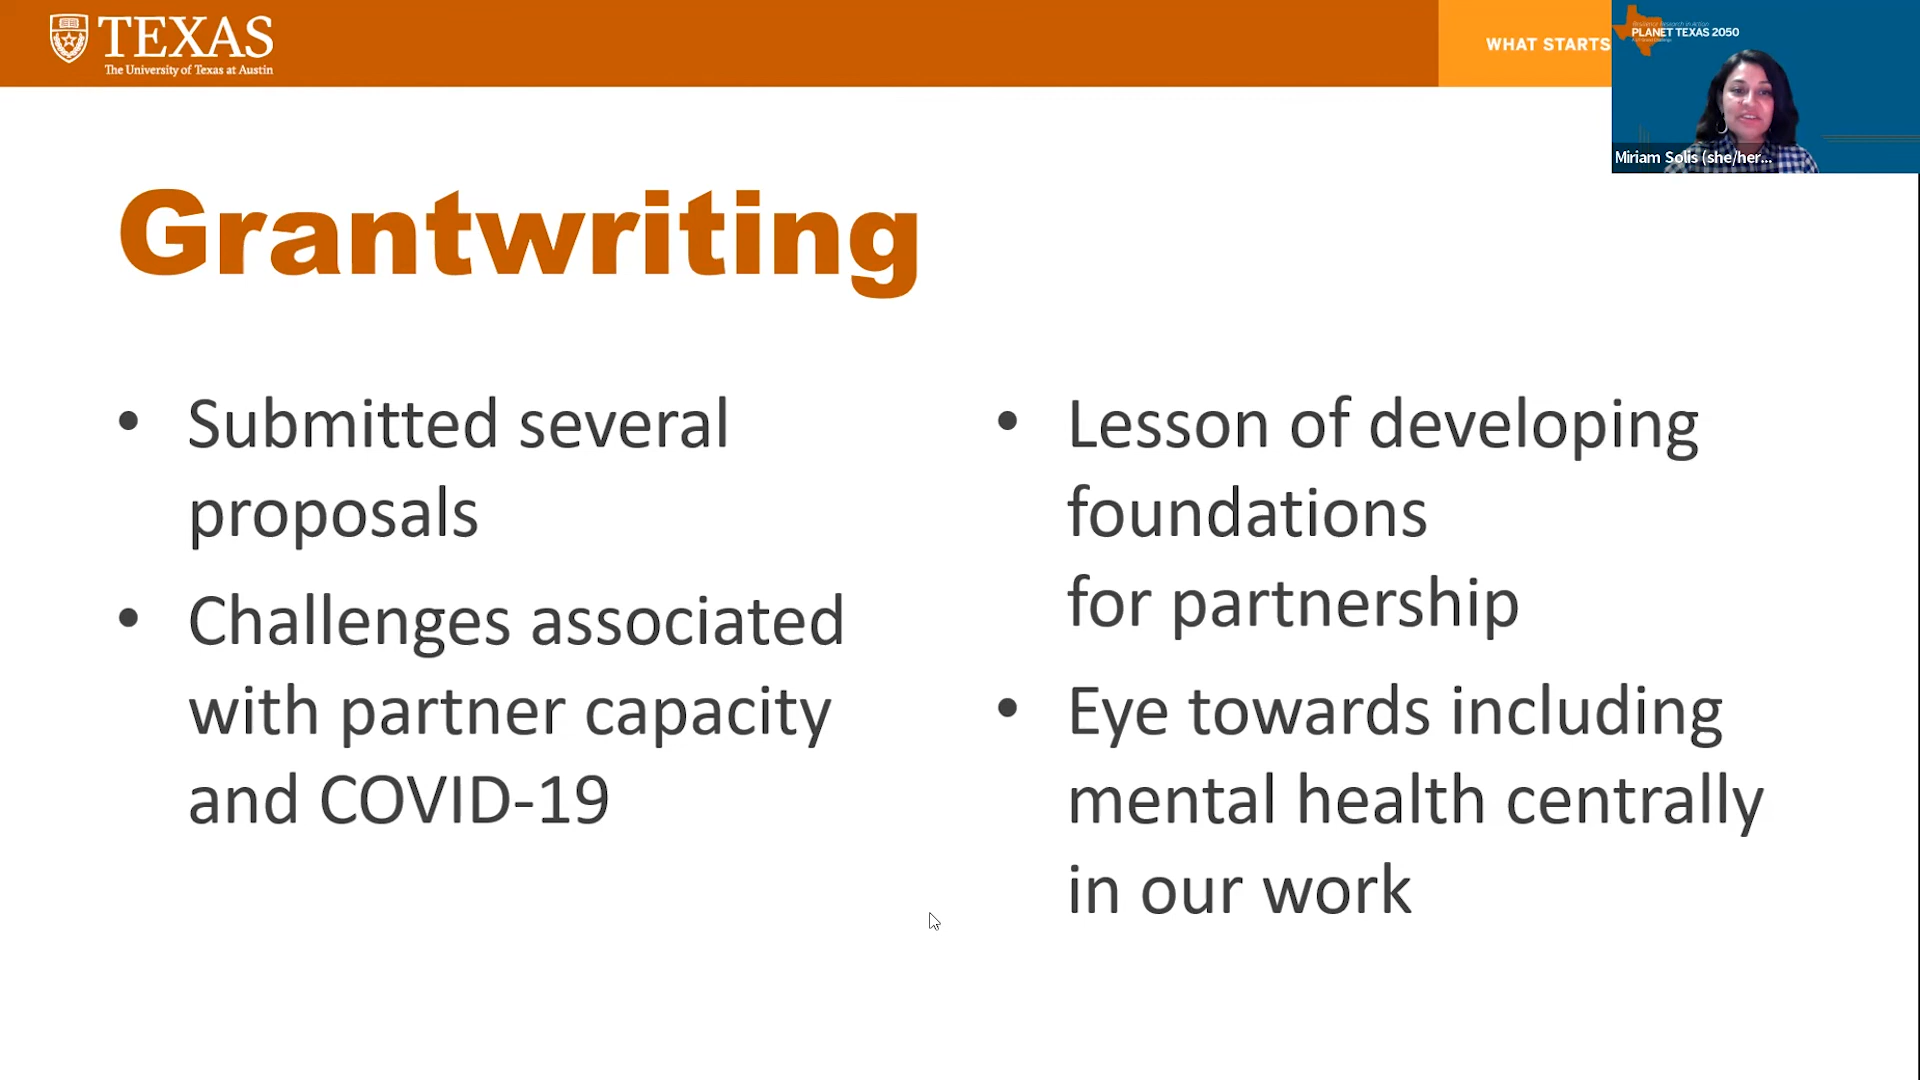 TEXAS
The University of Texas at Austin
WHAT STARTS
PLANET TEXAS 2050
Miriam Solis (she/her...
Grantwriting
• Submitted several
proposals
• Challenges associated
with partner capacity
and COVID-19
• Lesson of developing
foundations
for partnership
• Eye towards including
mental health centrally
in our work